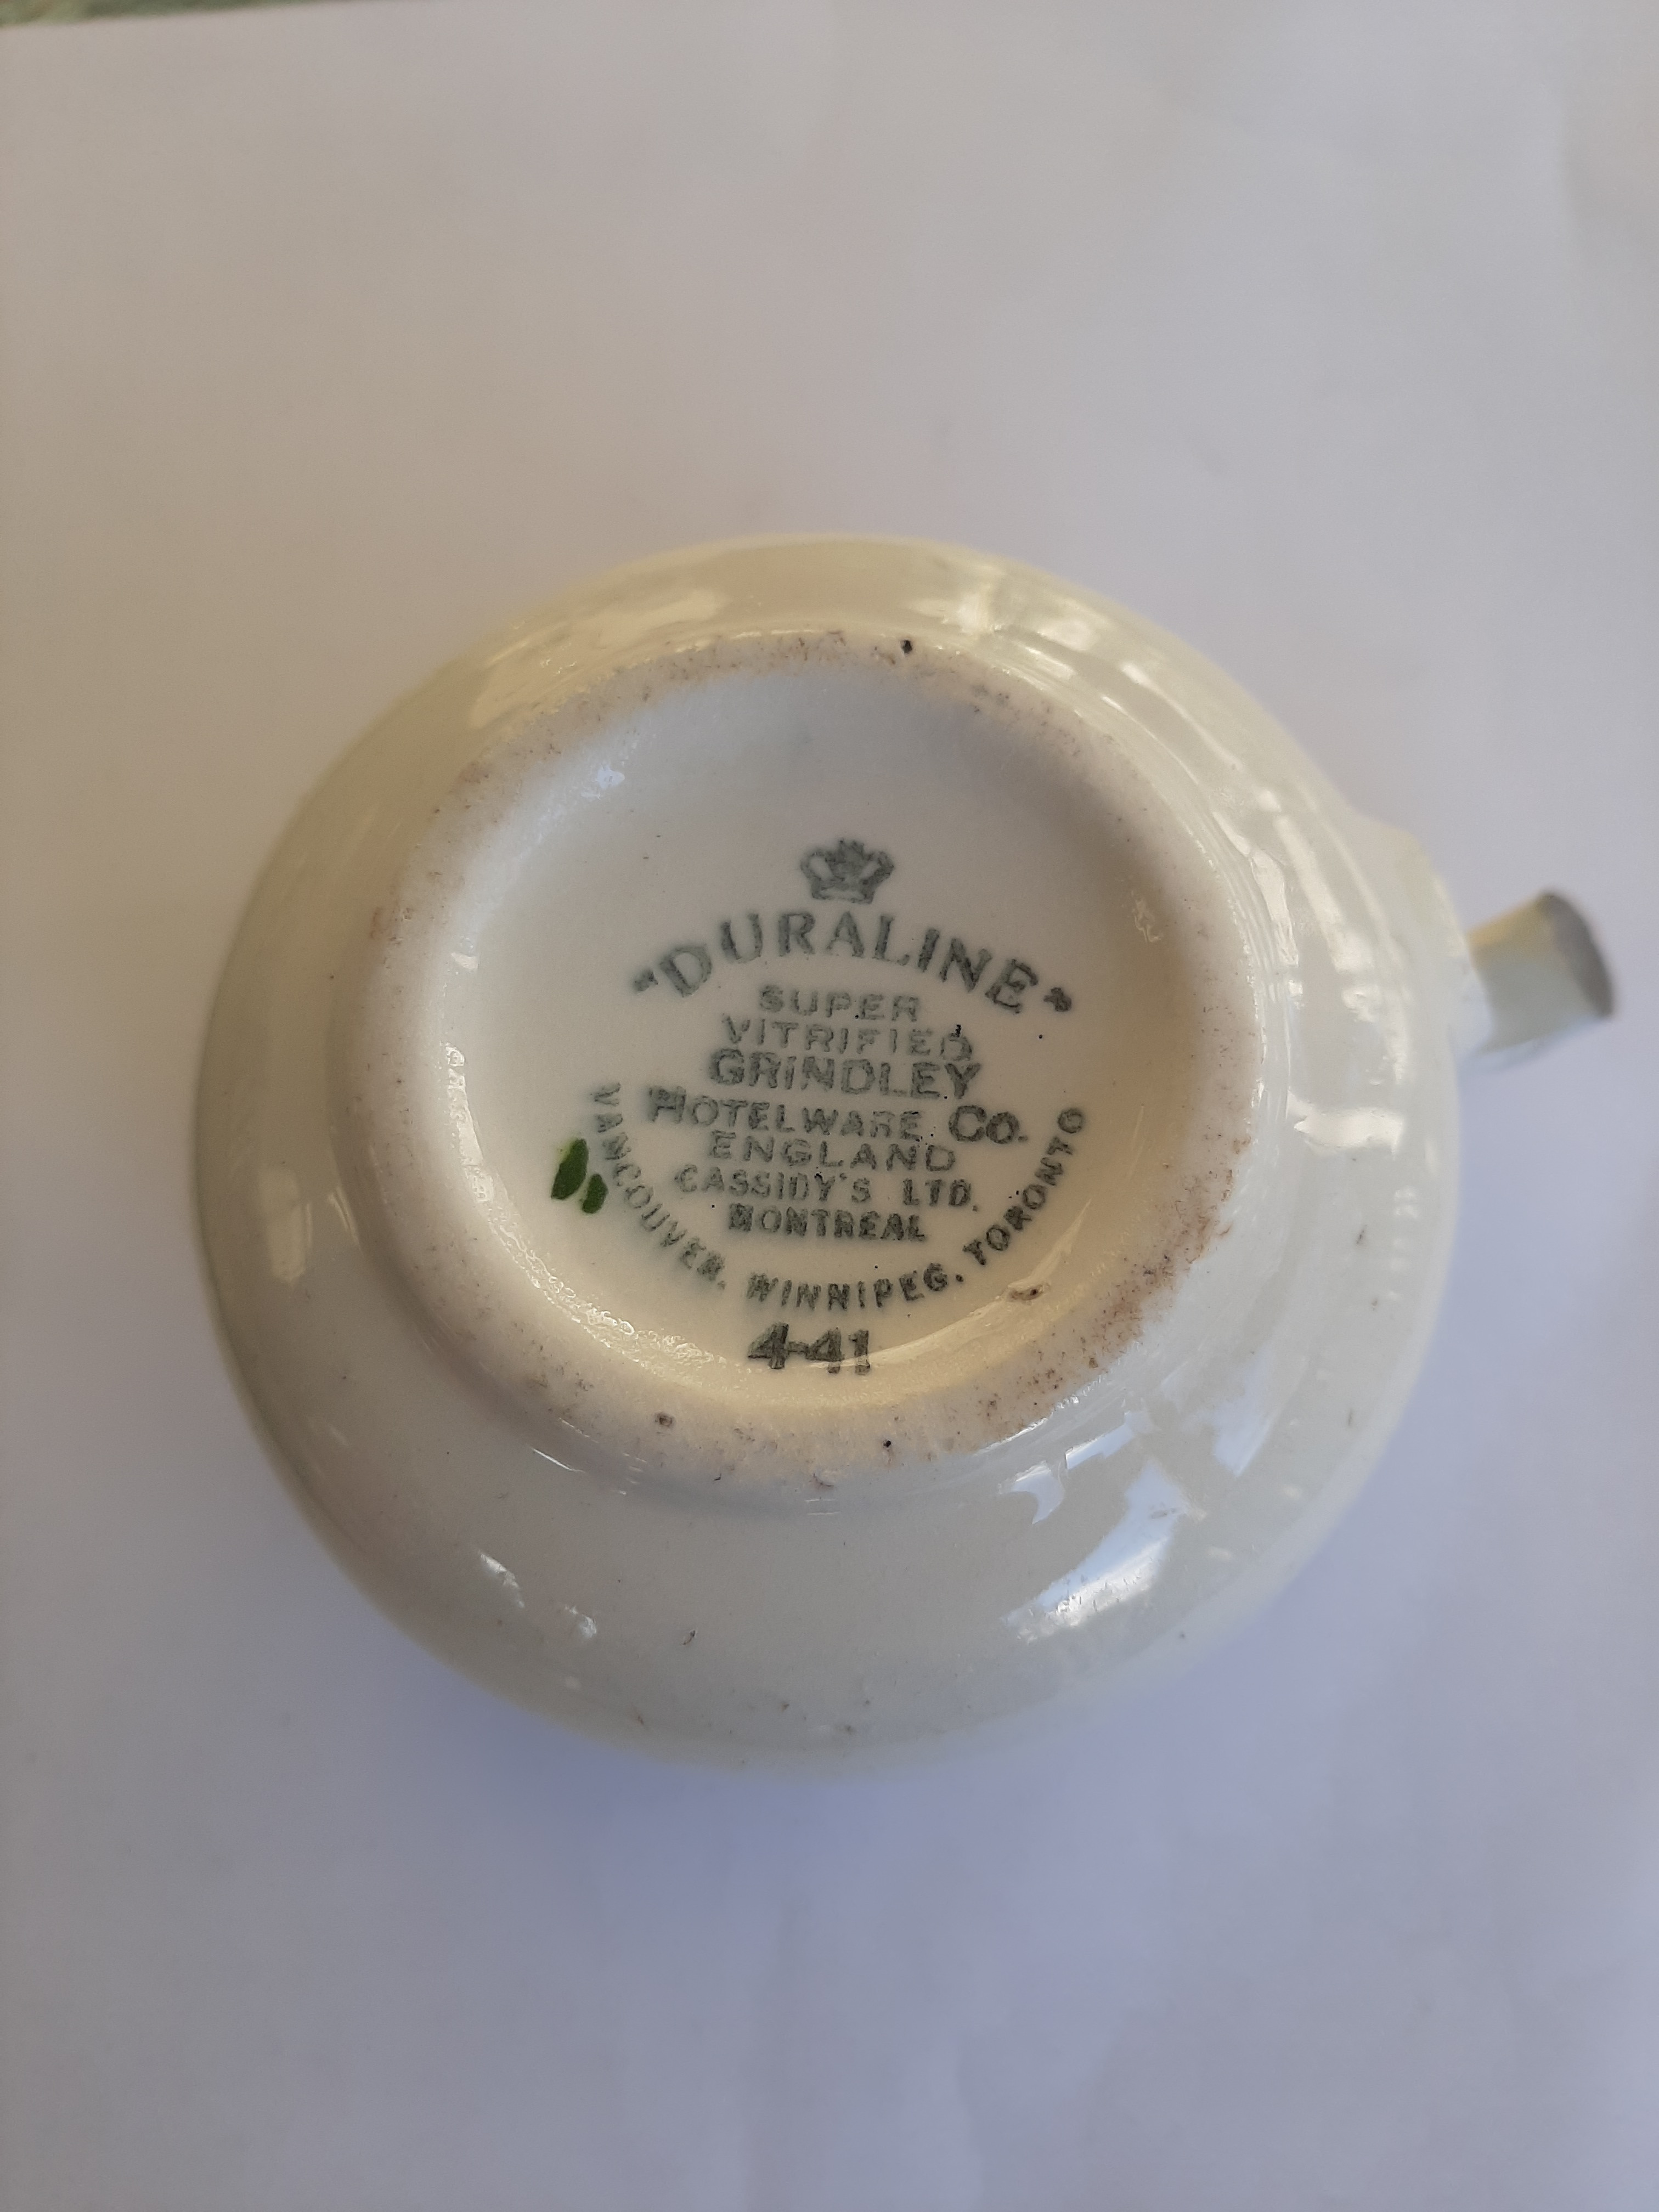 "DURALINE"
SUPER
VITRIFIED
GRINDLEY
HOTELWARE CO.
ENGLAND
CASSIDY'S LTD.
MONTREAL
VANCOUVER. WINNIPEG. TORONTO
4-41